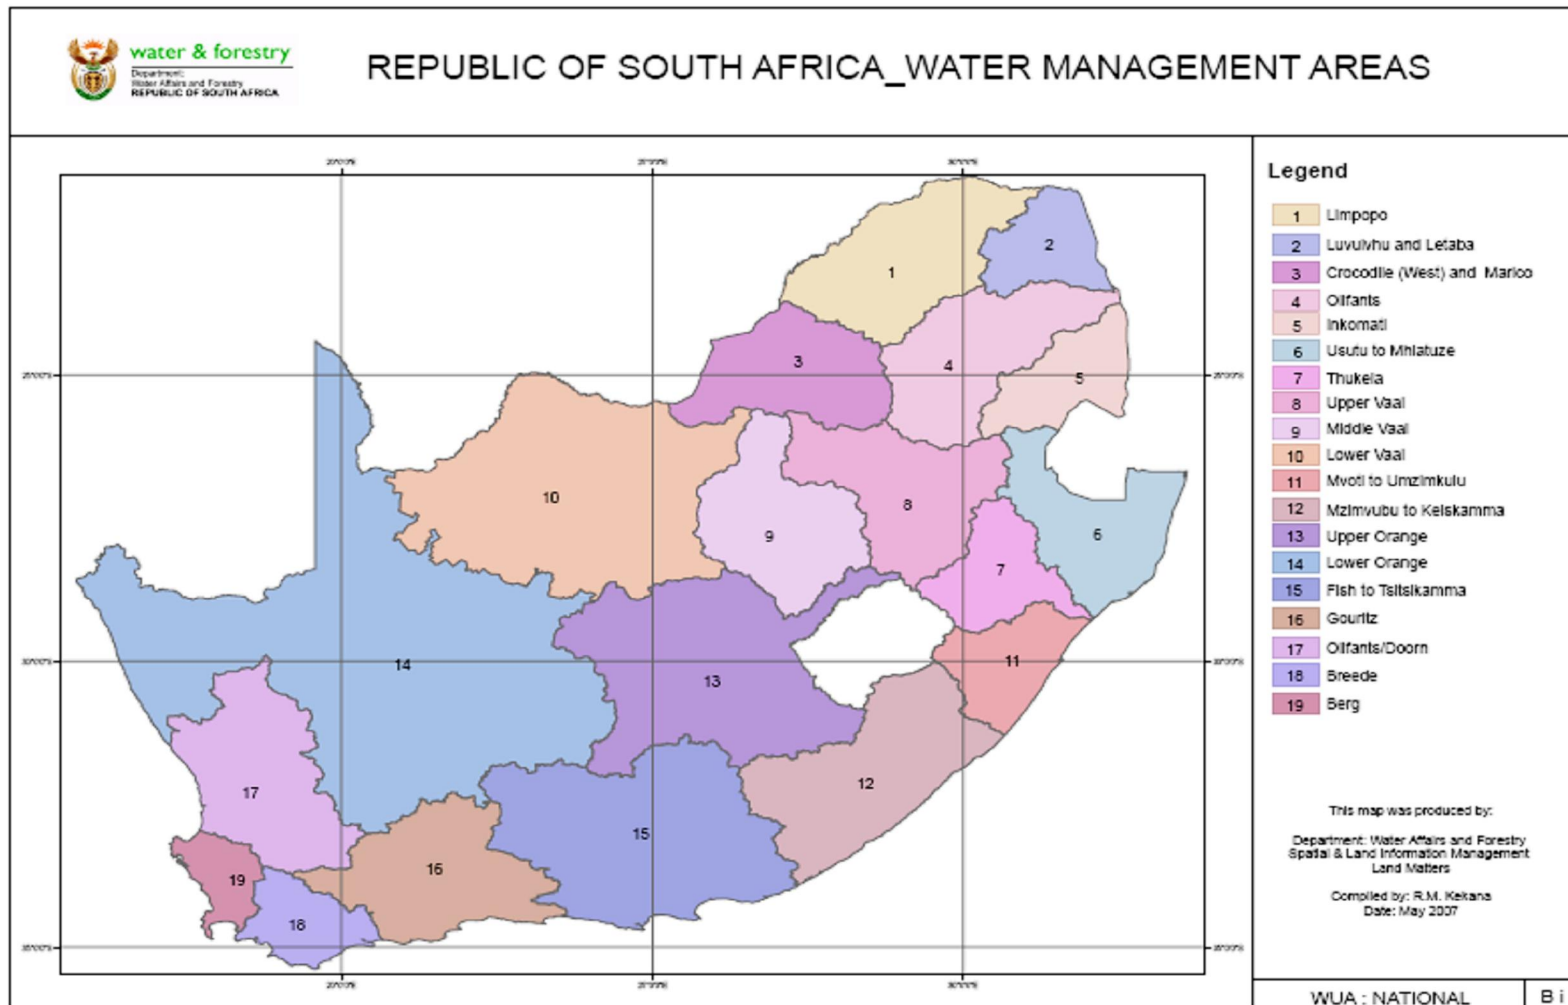 water & forestry
Department:
Water Affairs and Forestry
REPUBLIC OF SOUTH AFRICA
REPUBLIC OF SOUTH AFRICA_WATER MANAGEMENT AREAS
Legend
1 Limpopo
2 Luvuivhu and Letaba
3 Crocodile (West) and Marico
4 Olifants
5 Inkomati
6 Usutu to Mhlatuze
7 Thukela
8 Upper Vaal
9 Middle Vaal
10 Lower Vaal
11 Mvoti to Umzimkulu
12 Mzimvubu to Keiskamma
13 Upper Orange
14 Lower Orange
15 Fish to Tsitsikamma
16 Gouritz
17 Olifants/Doorn
18 Breede
19 Berg
1
2
3
4
5
6
7
8
9
10
11
12
13
14
15
16
17
18
19
This map was produced by:
Department: Water Affairs and Forestry
Spatial & Land Information Management
Land Matters
Compiled by: R.M. Kekana
Date: May 2007
WUA : NATIONAL
B i